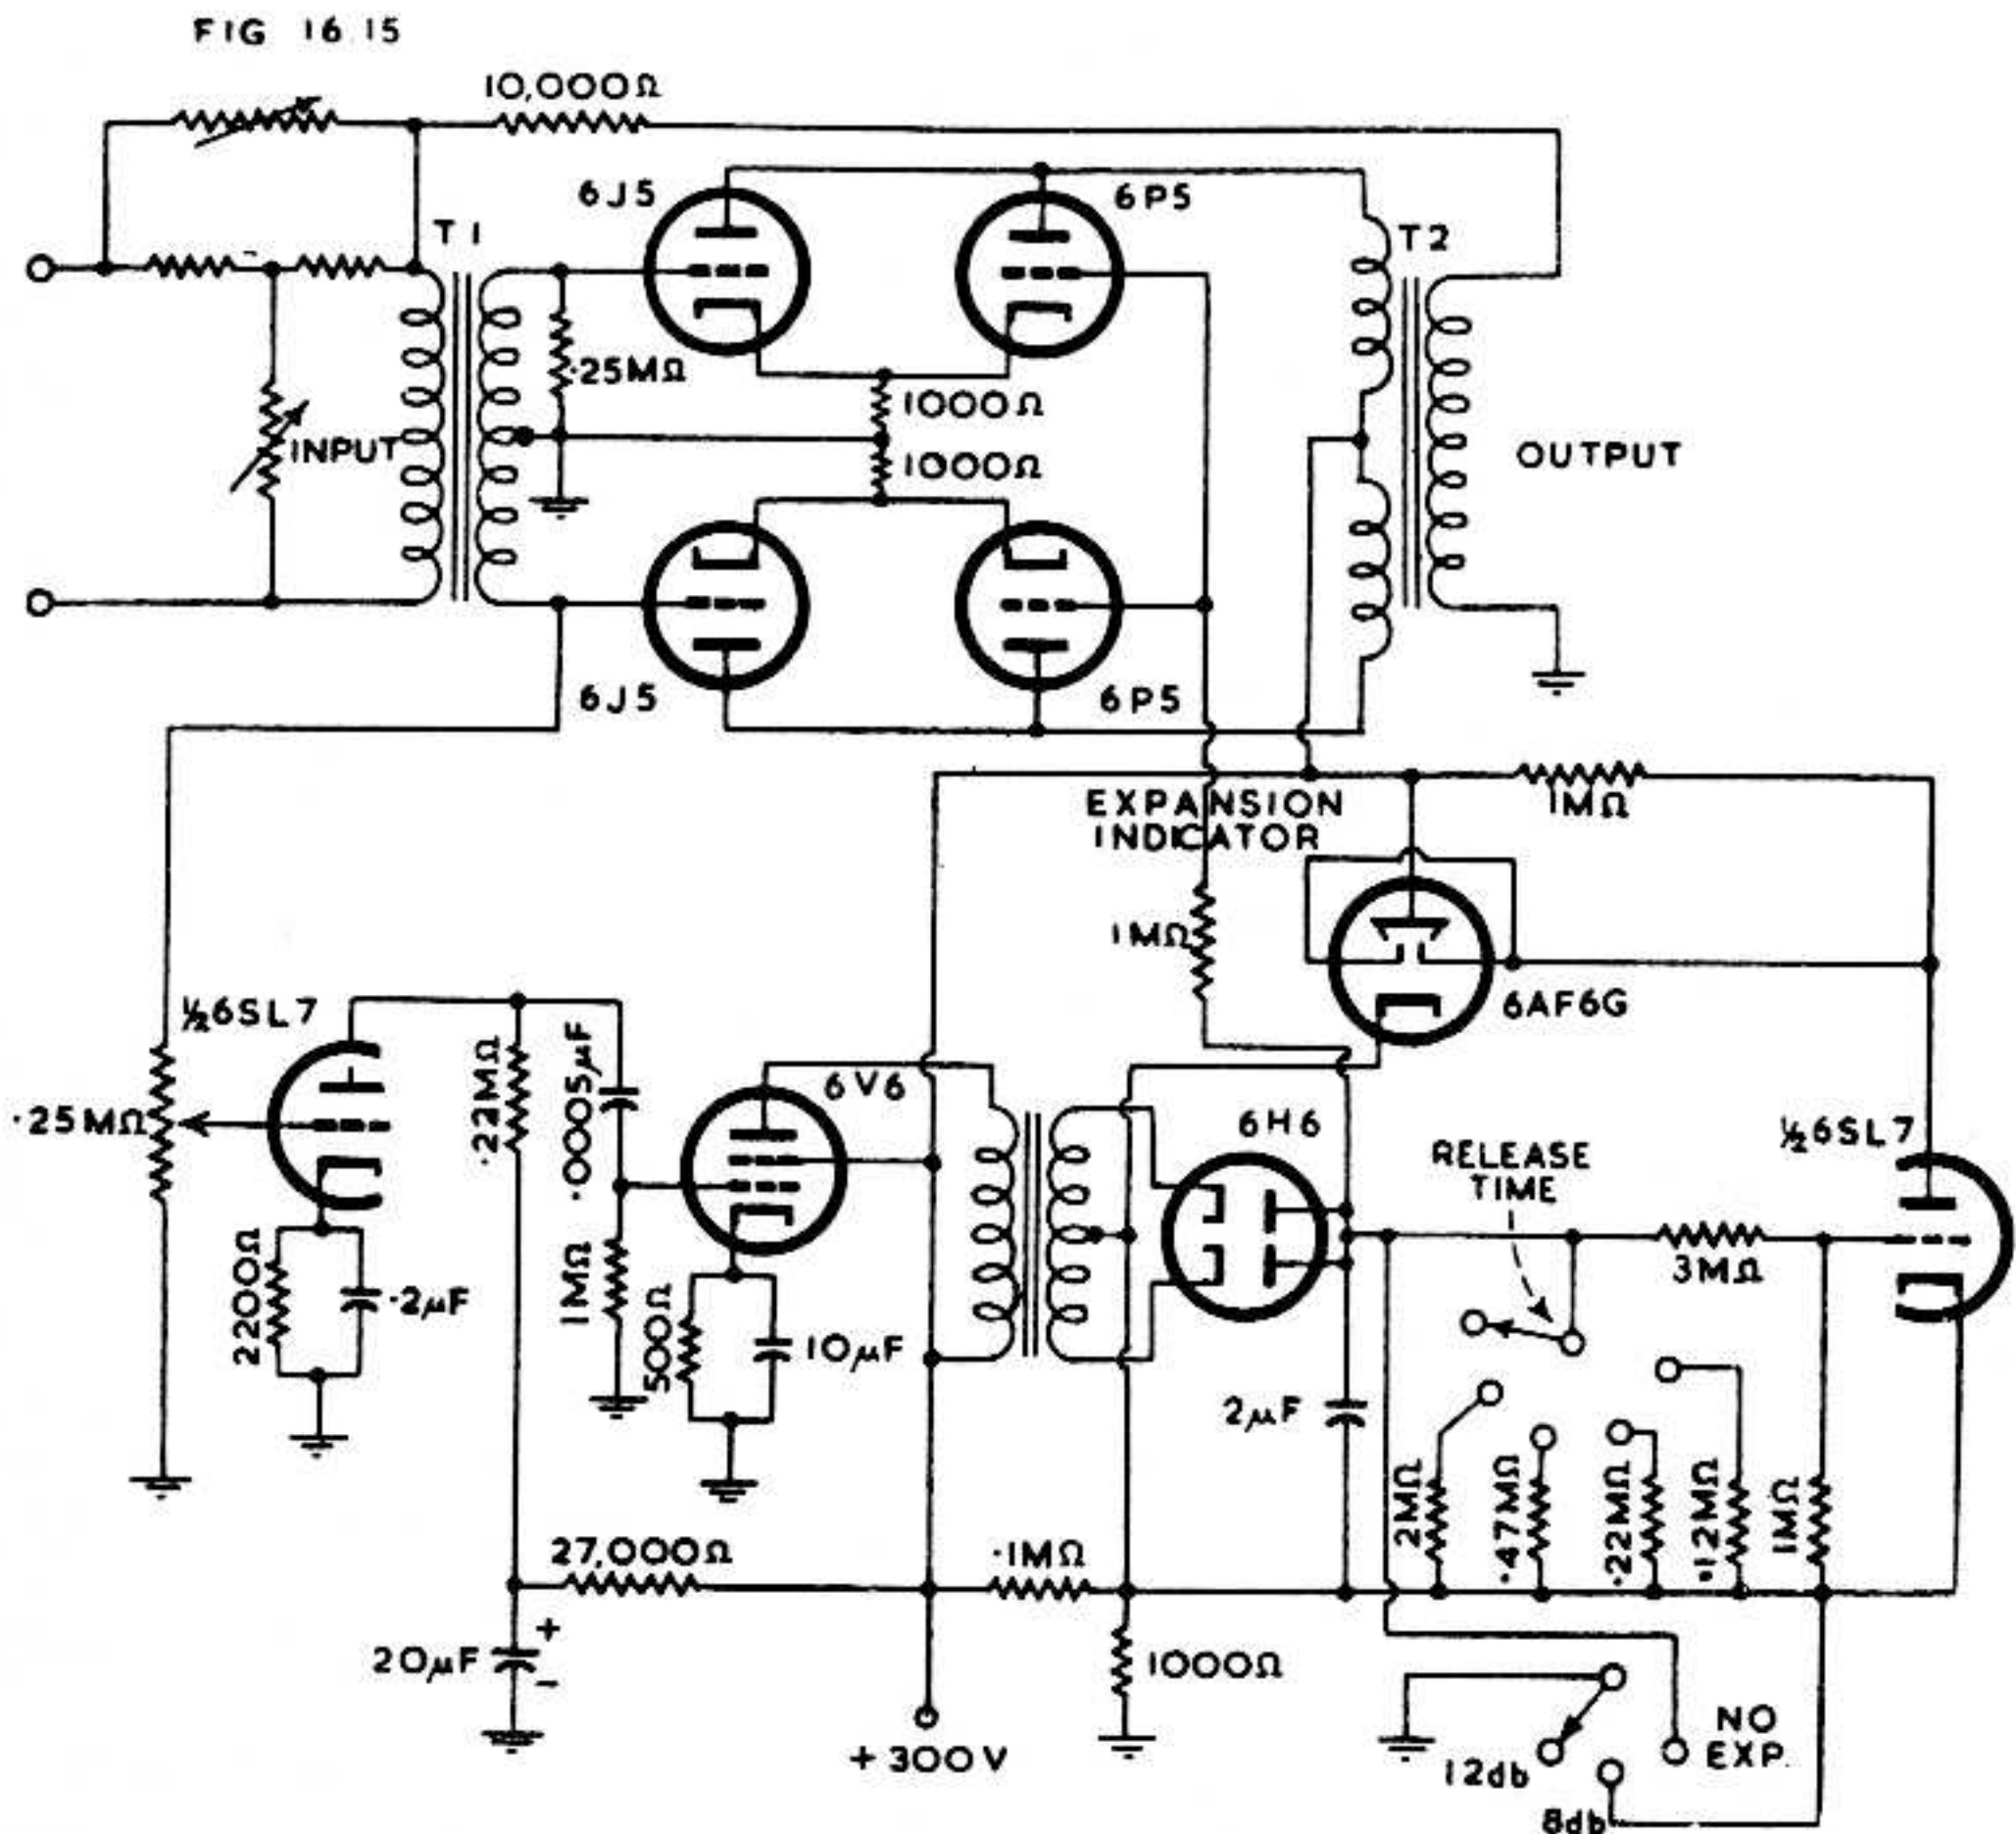 FIG 16.15
10,000Ω
6J5
6P5
T1
T2
.25MΩ
1000Ω
INPUT
1000Ω
OUTPUT
6J5
6P5
EXPANSION
INDICATOR
1MΩ
1MΩ
6AF6G
½6SL7
.22MΩ
.0005µF
6V6
6H6
½6SL7
.25MΩ
RELEASE
TIME
3MΩ
2200Ω
.2µF
1MΩ
500Ω
10µF
2µF
2MΩ
.47MΩ
.22MΩ
.12MΩ
1MΩ
27,000Ω
.1MΩ
20µF
+
-
1000Ω
+300V
NO
EXP.
12db
8db